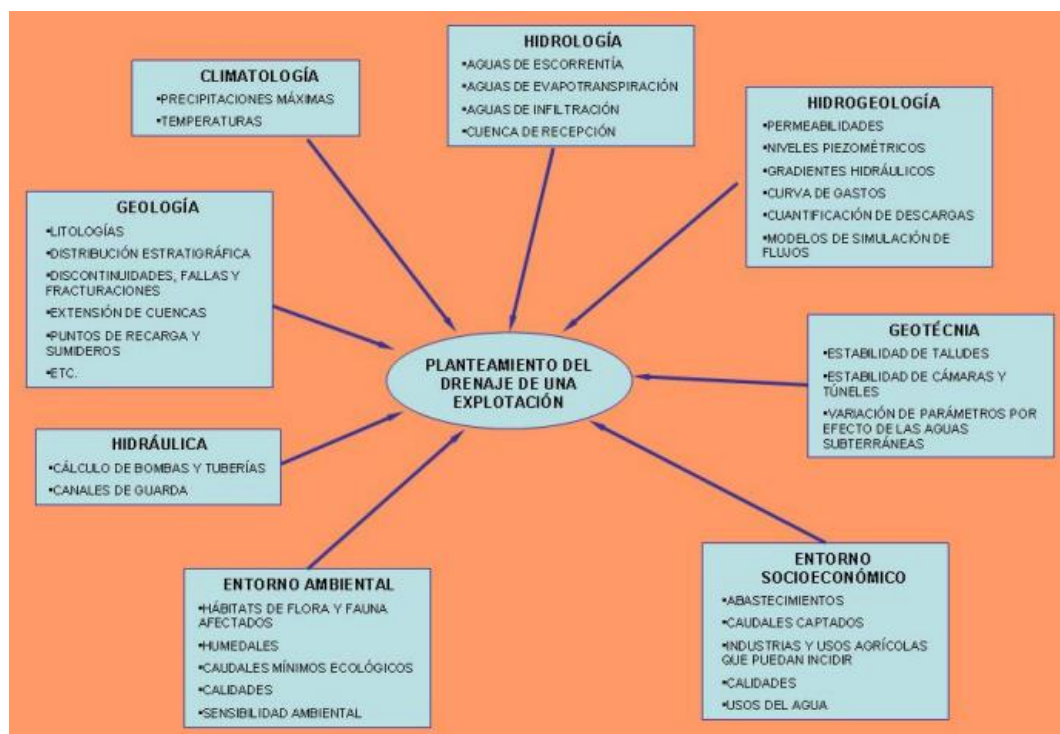 HIDROLOGÍA
▪AGUAS DE ESCORRENTÍA
▪AGUAS DE EVAPOTRANSPIRACIÓN
▪AGUAS DE INFILTRACIÓN
▪CUENCA DE RECEPCIÓN
CLIMATOLOGÍA
▪PRECIPITACIONES MÁXIMAS
▪TEMPERATURAS
HIDROGEOLOGÍA
▪PERMEABILIDADES
▪NIVELES PIEZOMÉTRICOS
▪GRADIENTES HIDRÁULICOS
▪CURVA DE GASTOS
▪CUANTIFICACIÓN DE DESCARGAS
▪MODELOS DE SIMULACIÓN DE
FLUJOS
GEOLOGÍA
▪LITOLOGÍAS
▪DISTRIBUCIÓN ESTRATIGRÁFICA
▪DISCONTINUIDADES, FALLAS Y
FRACTURACIONES
▪EXTENSIÓN DE CUENCAS
▪PUNTOS DE RECARGA Y
SUMIDEROS
▪ETC.
PLANTEAMIENTO DEL
DRENAJE DE UNA
EXPLOTACIÓN
GEOTÉCNIA
▪ESTABILIDAD DE TALUDES
▪ESTABILIDAD DE CÁMARAS Y
TÚNELES
▪VARIACIÓN DE PARÁMETROS POR
EFECTO DE LAS AGUAS
SUBTERRÁNEAS
HIDRÁULICA
▪CÁLCULO DE BOMBAS Y TUBERÍAS
▪CANALES DE GUARDA
ENTORNO AMBIENTAL
▪HÁBITATS DE FLORA Y FAUNA
AFECTADOS
▪HUMEDALES
▪CAUDALES MÍNIMOS ECOLÓGICOS
▪CALIDADES
▪SENSIBILIDAD AMBIENTAL
ENTORNO
SOCIOECONÓMICO
▪ABASTECIMIENTOS
▪CAUDALES CAPTADOS
▪INDUSTRIAS Y USOS AGRÍCOLAS
QUE PUEDAN INCIDIR
▪CALIDADES
▪USOS DEL AGUA